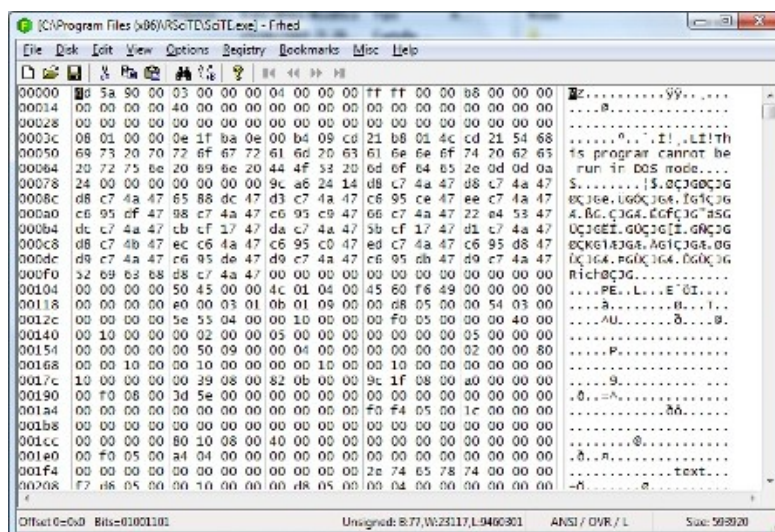 [C:\Program Files (x86)\RSciTE\SciTE.exe] - Frhed
File Disk Edit View Options Registry Bookmarks Misc Help
00000 4d 5a 90 00 03 00 00 00 04 00 00 00 ff ff 00 00 b8 00 00 00
00014 00 00 00 00 40 00 00 00 00 00 00 00 00 00 00 00 00 00 00 00
00028 00 00 00 00 00 00 00 00 00 00 00 00 00 00 00 00 00 00 00 00
0003c 08 01 00 00 0e 1f ba 0e 00 b4 09 cd 21 b8 01 4c cd 21 54 68
00050 69 73 20 70 72 6f 67 72 61 6d 20 63 61 6e 6e 6f 74 20 62 65 is program cannot be
00064 20 72 75 6e 20 69 6e 20 44 4f 53 20 6d 6f 64 65 2e 0d 0d 0a run in DOS mode....
00078 24 00 00 00 00 00 00 00 9c a6 24 14 d8 c7 4a 47 d8 c7 4a 47
0008c d8 c7 4a 47 65 88 dc 47 d3 c7 4a 47 c6 95 ce 47 ee c7 4a 47
000a0 c6 95 df 47 98 c7 4a 47 c6 95 c9 47 66 c7 4a 47 22 e4 53 47
000b4 dc c7 4a 47 cb cf 17 47 da c7 4a 47 5b cf 17 47 d1 c7 4a 47
000c8 d8 c7 4b 47 ec c6 4a 47 c6 95 c0 47 ed c7 4a 47 c6 95 d8 47
000dc d9 c7 4a 47 c6 95 de 47 d9 c7 4a 47 c6 95 db 47 d9 c7 4a 47
000f0 52 69 63 68 d8 c7 4a 47 00 00 00 00 00 00 00 00 00 00 00 00
00104 00 00 00 00 50 45 00 00 4c 01 04 00 45 60 f6 49 00 00 00 00
00118 00 00 00 00 e0 00 03 01 0b 01 09 00 00 d8 05 00 00 54 03 00
0012c 00 00 00 00 5e 55 04 00 00 10 00 00 00 f0 05 00 00 00 40 00
00140 00 10 00 00 00 02 00 00 05 00 00 00 00 00 00 00 05 00 00 00
00154 00 00 00 00 00 50 09 00 00 04 00 00 00 00 00 00 02 00 00 80
00168 00 00 10 00 00 10 00 00 00 00 10 00 00 10 00 00 00 00 00 00
0017c 10 00 00 00 00 39 08 00 82 0b 00 00 9c 1f 08 00 a0 00 00 00
00190 00 f0 08 00 3d 5e 00 00 00 00 00 00 00 00 00 00 00 00 00 00
001a4 00 00 00 00 00 00 00 00 00 00 00 00 f0 f4 05 00 1c 00 00 00
001b8 00 00 00 00 00 00 00 00 00 00 00 00 00 00 00 00 00 00 00 00
001cc 00 00 00 00 80 10 08 00 40 00 00 00 00 00 00 00 00 00 00 00
001e0 00 f0 05 00 a4 04 00 00 00 00 00 00 00 00 00 00 00 00 00 00
001f4 00 00 00 00 00 00 00 00 00 00 00 00 2e 74 65 78 74 00 00 00
00208 f7 d6 05 00 00 10 00 00 00 d8 05 00 00 04 00 00 00 00 00 00
Offset 0=0x0 Bits=01001101 Unsigned: B:77,W:23117,L:9460301 ANSI / OVR / L Size: 593920